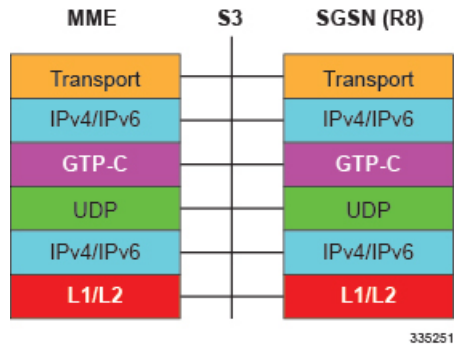 MME S3 SGSN (R8)
Transport Transport
IPv4/IPv6 IPv4/IPv6
GTP-C GTP-C
UDP UDP
IPv4/IPv6 IPv4/IPv6
L1/L2 L1/L2
335251